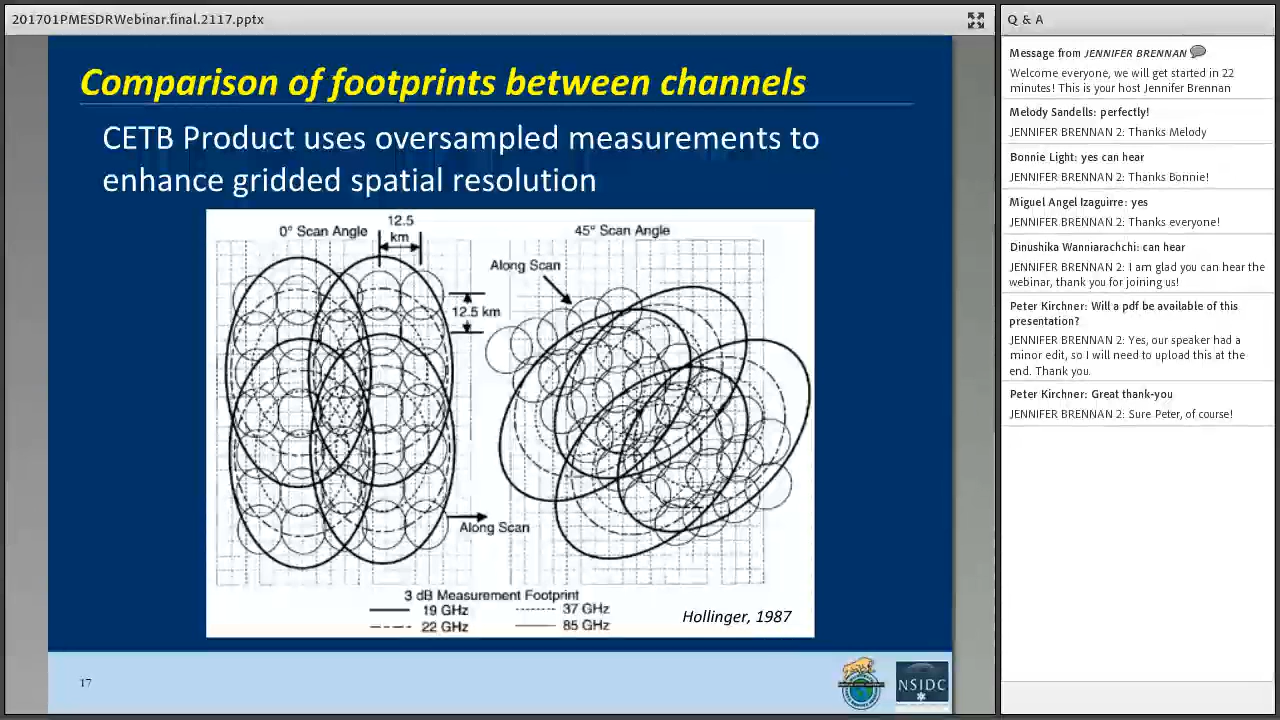 201701PMESDRWebinar.final.2117.pptx
Comparison of footprints between channels
CETB Product uses oversampled measurements to
enhance gridded spatial resolution
0° Scan Angle
12.5
km
12.5 km
Along Scan
45° Scan Angle
Along Scan
3 dB Measurement Footprint
19 GHz
37 GHz
22 GHz
85 GHz
Hollinger, 1987
17
NSIDC
Q & A
Message from JENNIFER BRENNAN
Welcome everyone, we will get started in 22
minutes! This is your host Jennifer Brennan
Melody Sandells: perfectly!
JENNIFER BRENNAN 2: Thanks Melody
Bonnie Light: yes can hear
JENNIFER BRENNAN 2: Thanks Bonnie!
Miguel Angel Izaguirre: yes
JENNIFER BRENNAN 2: Thanks everyone!
Dinushika Wanniarachchi: can hear
JENNIFER BRENNAN 2: I am glad you can hear the
webinar, thank you for joining us!
Peter Kirchner: Will a pdf be available of this
presentation?
JENNIFER BRENNAN 2: Yes, our speaker had a
minor edit, so I will need to upload this at the
end. Thank you.
Peter Kirchner: Great thank-you
JENNIFER BRENNAN 2: Sure Peter, of course!